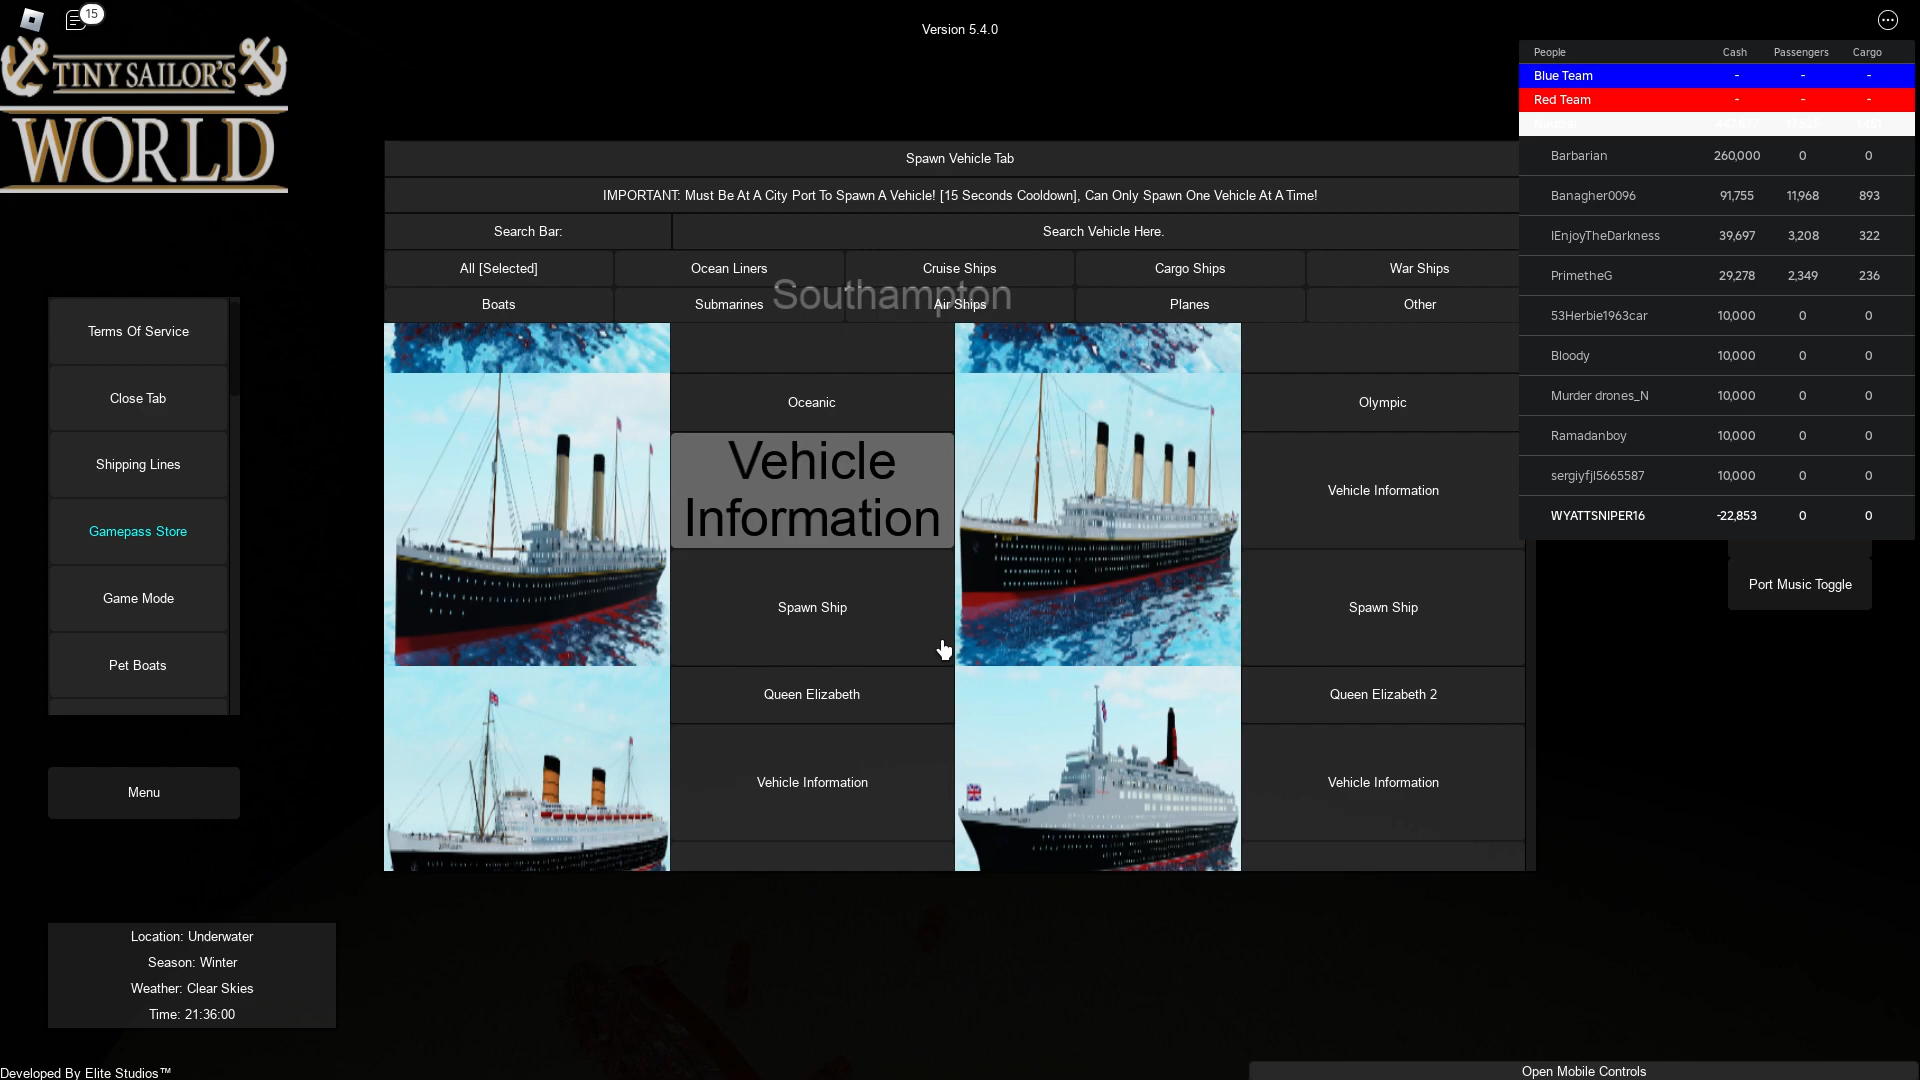 15
Version 5.4.0
TINY SAILOR'S
WORLD
People Cash Passengers Cargo
Blue Team - - -
Red Team - - -
Barbarian 260,000 0 0
Banagher0096 91,755 11,968 893
IEnjoyTheDarkness 39,697 3,208 322
PrimetheG 29,278 2,349 236
53Herbie1963car 10,000 0 0
Bloody 10,000 0 0
Murder drones_N 10,000 0 0
Ramadanboy 10,000 0 0
sergiyfjl5665587 10,000 0 0
WYATTSNIPER16 -22,853 0 0
Spawn Vehicle Tab
IMPORTANT: Must Be At A City Port To Spawn A Vehicle! [15 Seconds Cooldown], Can Only Spawn One Vehicle At A Time!
Search Bar: Search Vehicle Here.
All [Selected] Ocean Liners Cruise Ships Cargo Ships War Ships
Southampton
Boats Submarines Air Ships Planes Other
Oceanic
Vehicle
Information
Spawn Ship
Olympic
Vehicle Information
Spawn Ship
Queen Elizabeth
Vehicle Information
Queen Elizabeth 2
Vehicle Information
Terms Of Service
Close Tab
Shipping Lines
Gamepass Store
Game Mode
Pet Boats
Menu
Port Music Toggle
Location: Underwater
Season: Winter
Weather: Clear Skies
Time: 21:36:00
Developed By Elite Studios™
Open Mobile Controls